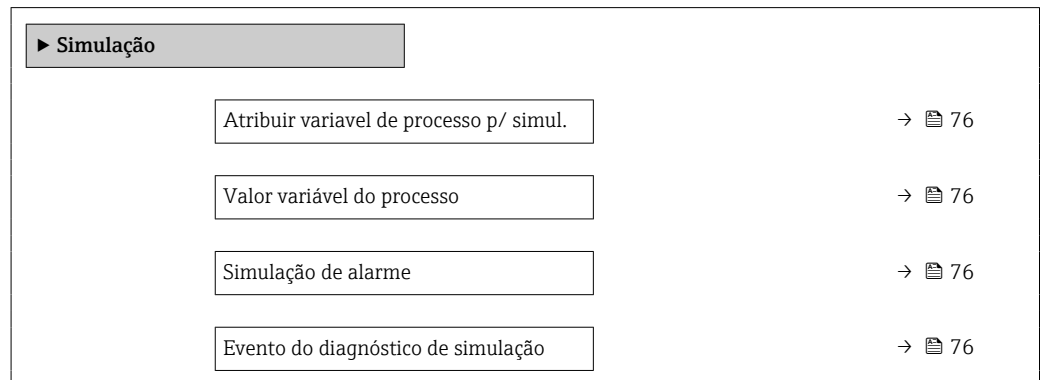 ▶ Simulação
Atribuir variavel de processo p/ simul. → 76
Valor variável do processo → 76
Simulação de alarme → 76
Evento do diagnóstico de simulação → 76